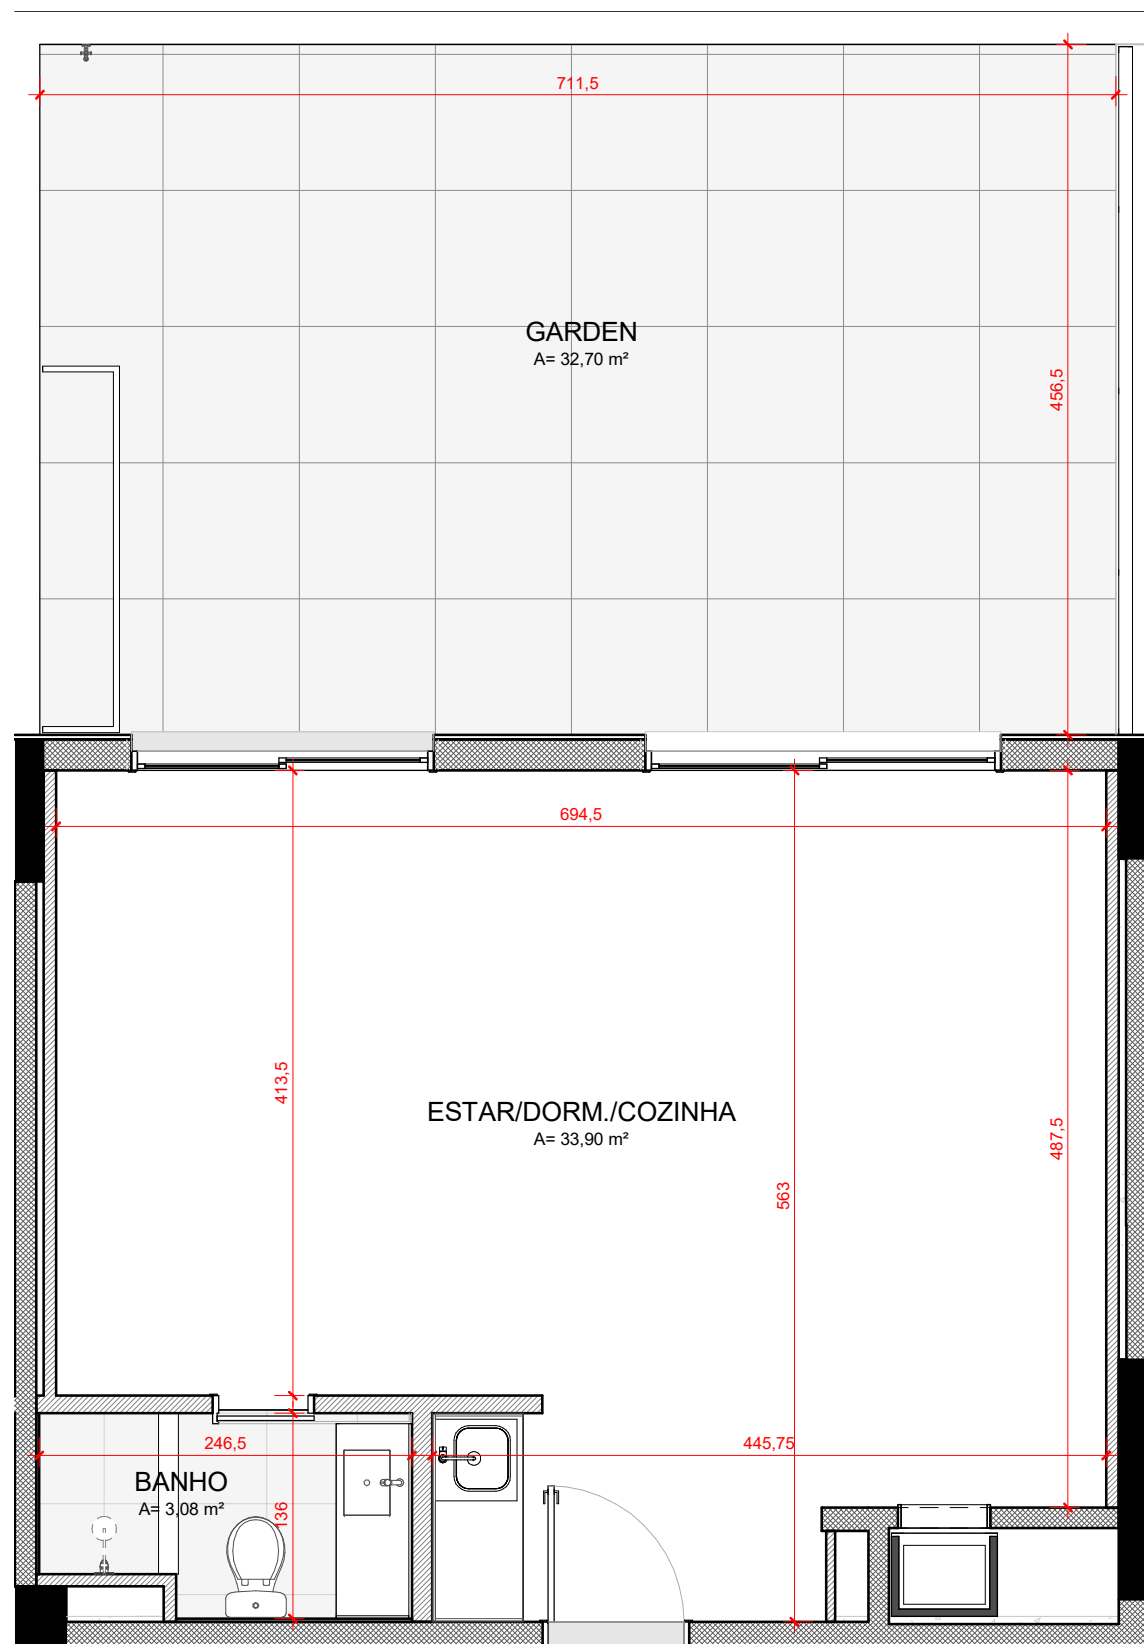 711,5
GARDEN
A= 32,70 m²
456,5
694,5
413,5
ESTAR/DORM./COZINHA
A= 33,90 m²
487,5
563
246,5
445,75
BANHO
A= 3,08 m²
136